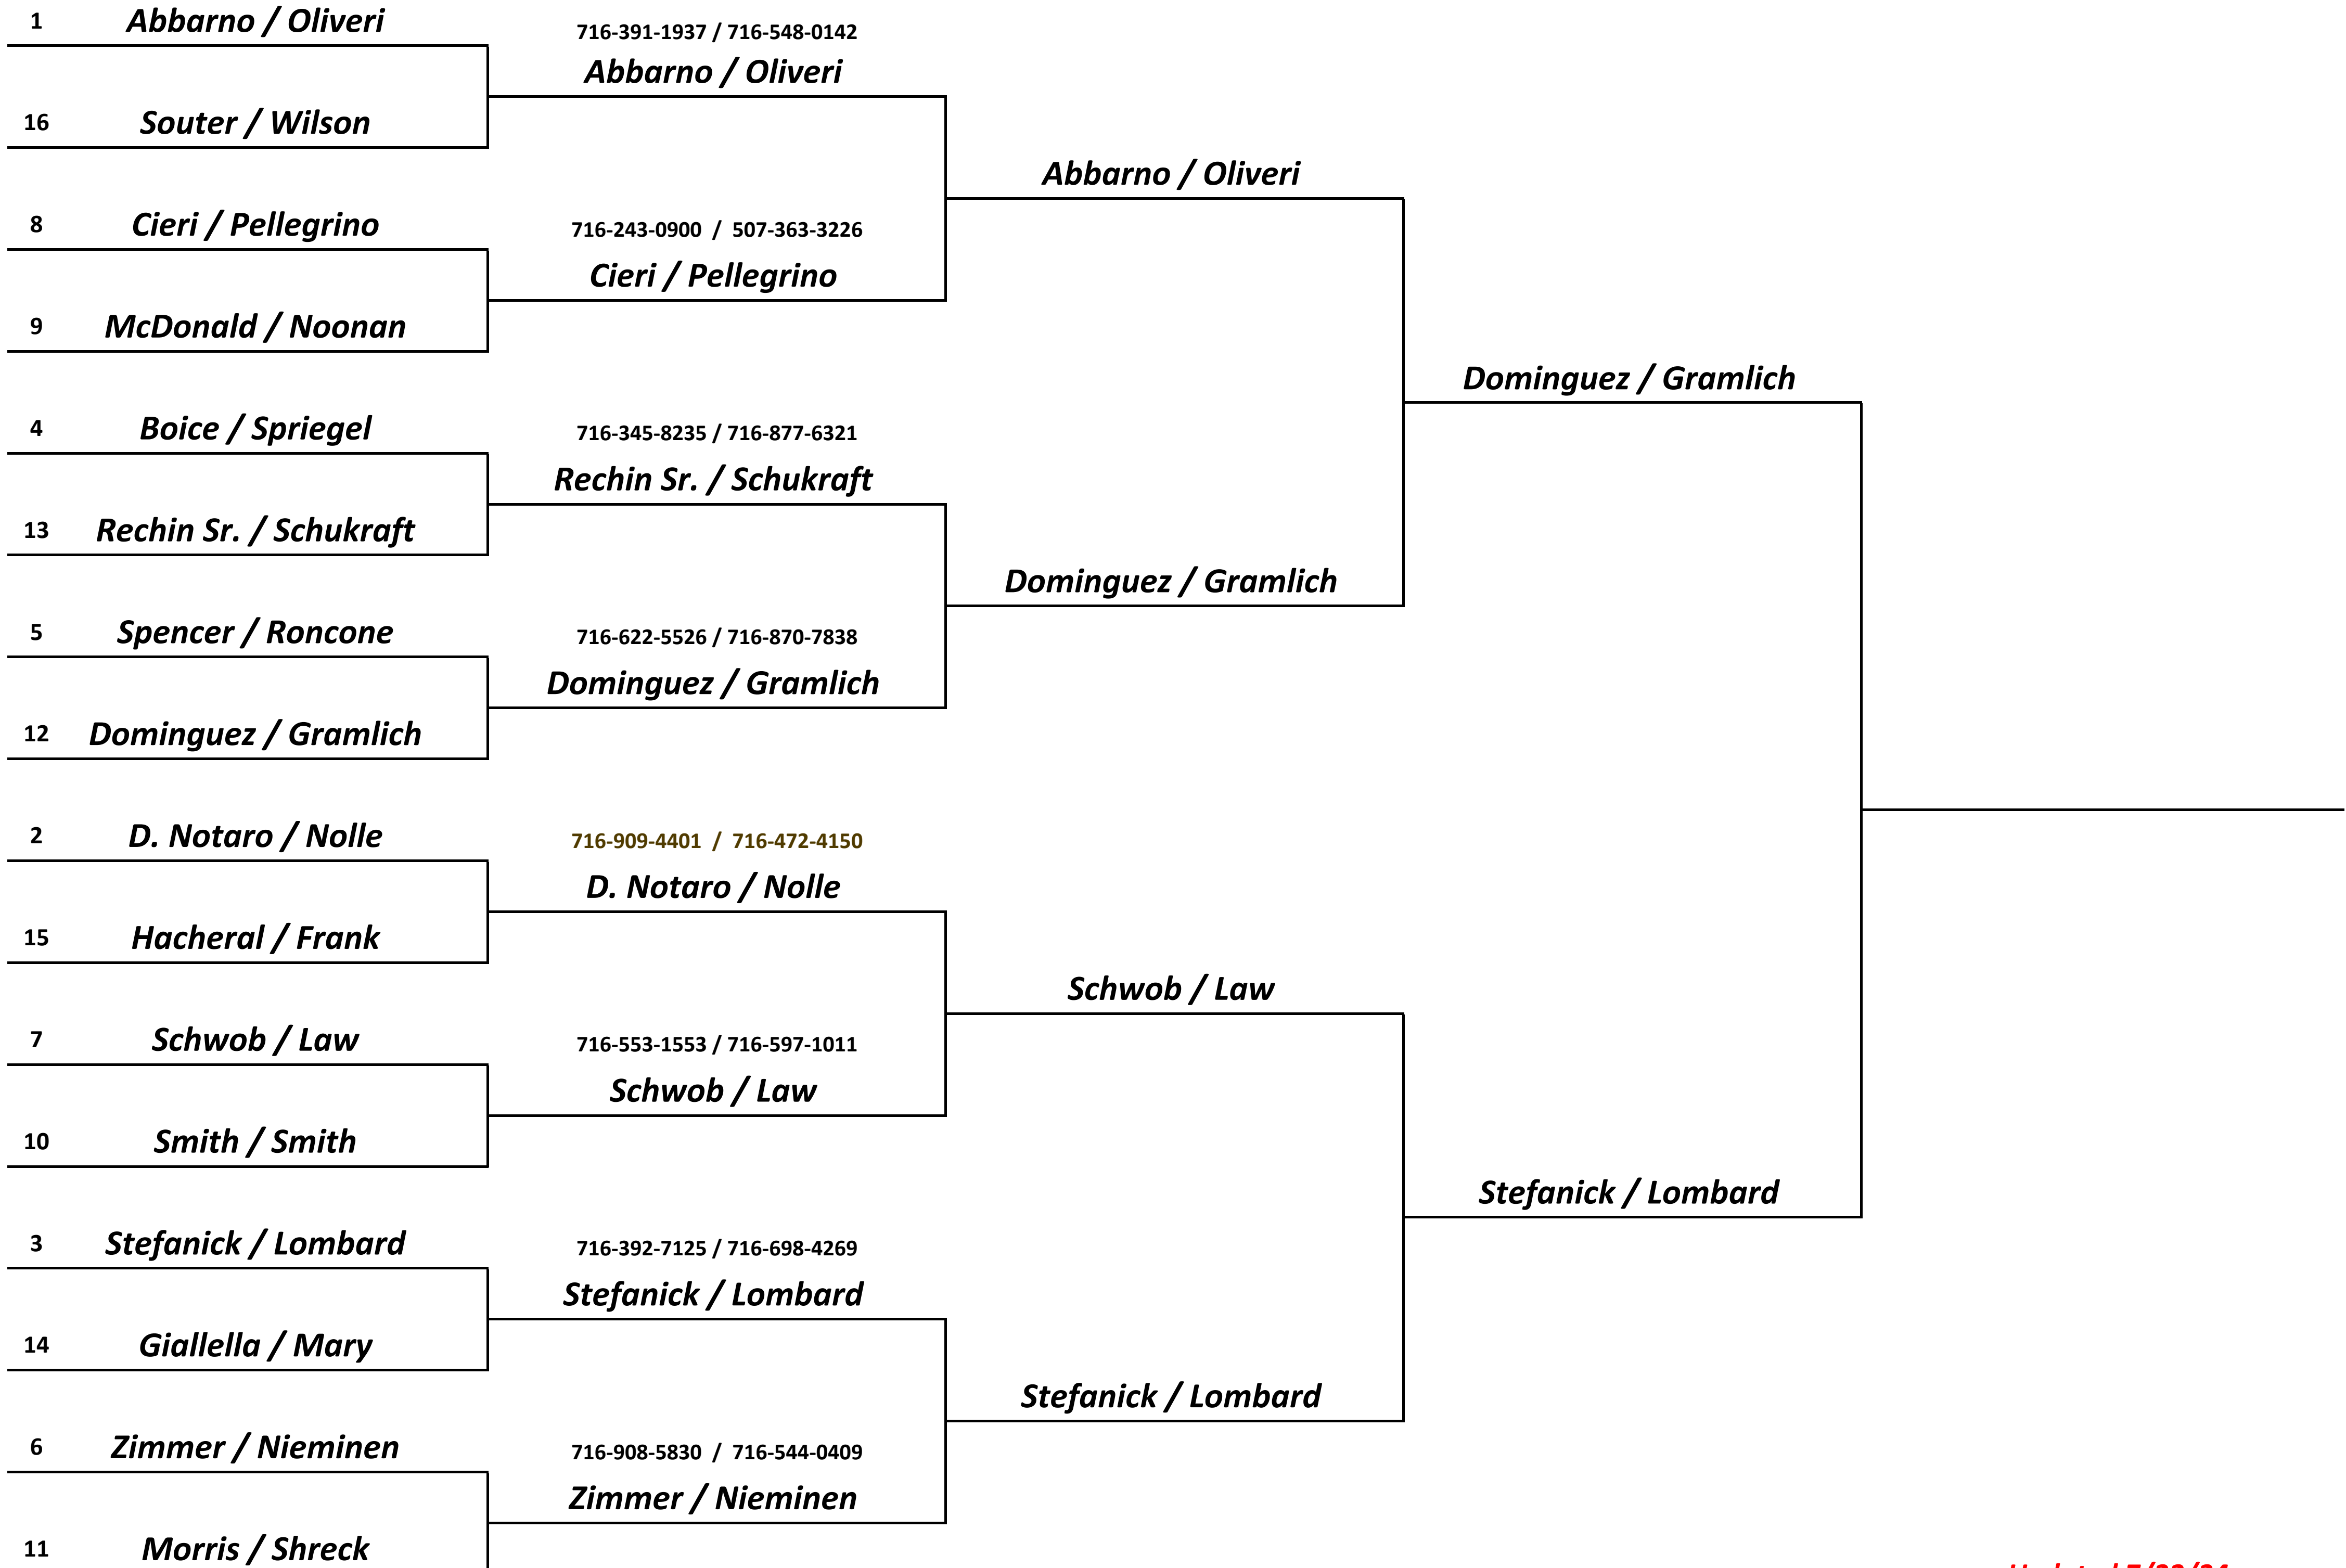 1 Abbarno / Oliveri
716-391-1937 / 716-548-0142
Abbarno / Oliveri
16 Souter / Wilson
Abbarno / Oliveri
8 Cieri / Pellegrino
716-243-0900 / 507-363-3226
Cieri / Pellegrino
9 McDonald / Noonan
Dominguez / Gramlich
4 Boice / Spriegel
716-345-8235 / 716-877-6321
Rechin Sr. / Schukraft
13 Rechin Sr. / Schukraft
Dominguez / Gramlich
5 Spencer / Roncone
716-622-5526 / 716-870-7838
Dominguez / Gramlich
12 Dominguez / Gramlich
2 D. Notaro / Nolle
716-909-4401 / 716-472-4150
D. Notaro / Nolle
15 Hacheral / Frank
Schwob / Law
7 Schwob / Law
716-553-1553 / 716-597-1011
Schwob / Law
10 Smith / Smith
Stefanick / Lombard
3 Stefanick / Lombard
716-392-7125 / 716-698-4269
Stefanick / Lombard
14 Giallella / Mary
Stefanick / Lombard
6 Zimmer / Nieminen
716-908-5830 / 716-544-0409
Zimmer / Nieminen
11 Morris / Shreck